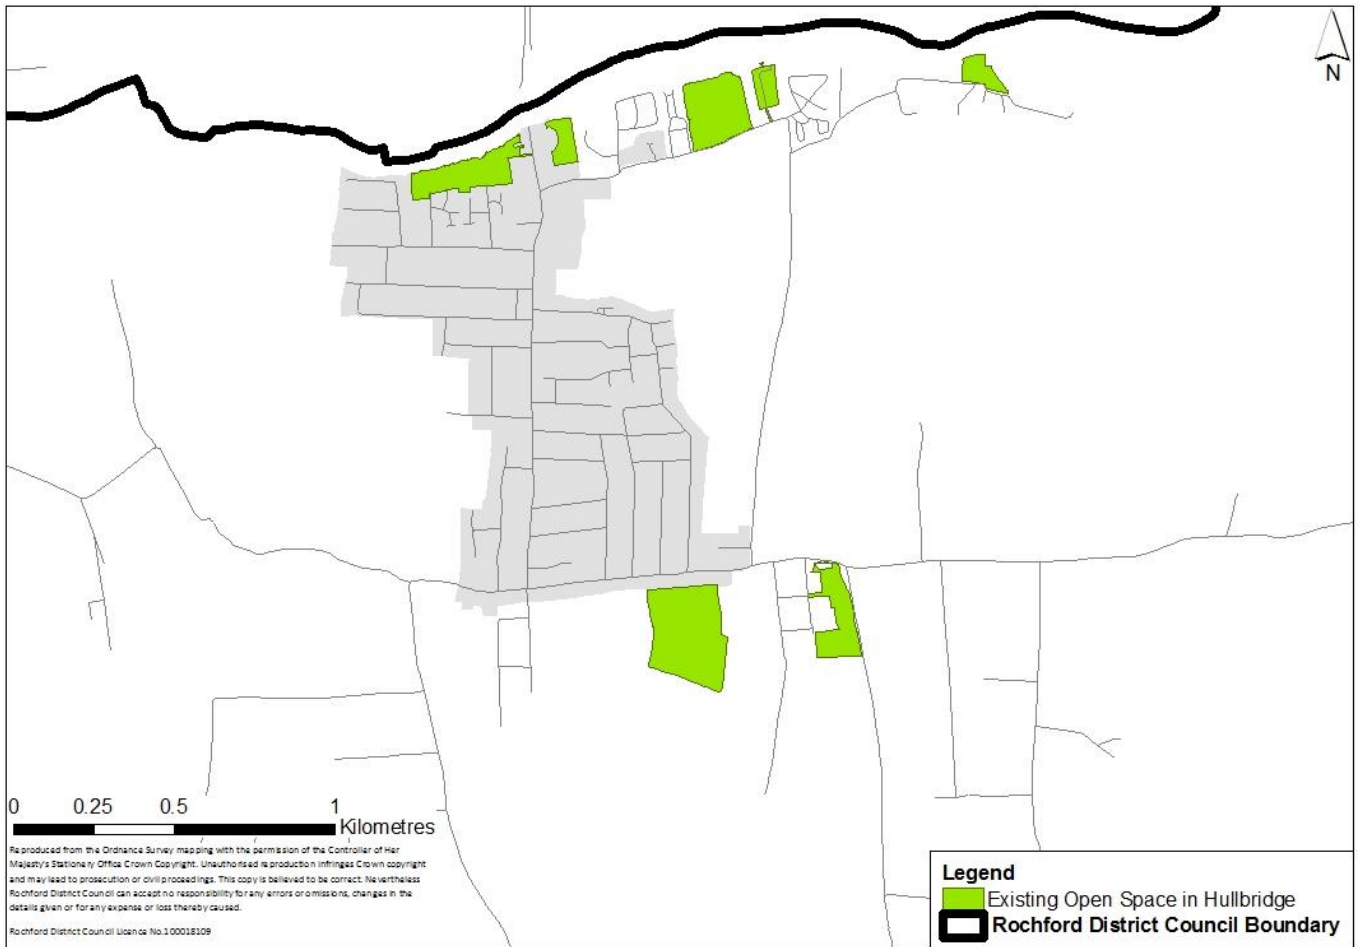 N
0 0.25 0.5 1
Kilometres
Reproduced from the Ordnance Survey mapping with the permission of the Controller of Her
Majesty's Stationery Office Crown Copyright. Unauthorised reproduction infringes Crown copyright
and may lead to prosecution or civil proceedings. This copy is believed to be correct. Nevertheless
Rochford District Council can accept no responsibility for any errors or omissions, changes in the
details given or for any expense or loss thereby caused.
Rochford District Council Licence No.100018109
Legend
Existing Open Space in Hullbridge
Rochford District Council Boundary